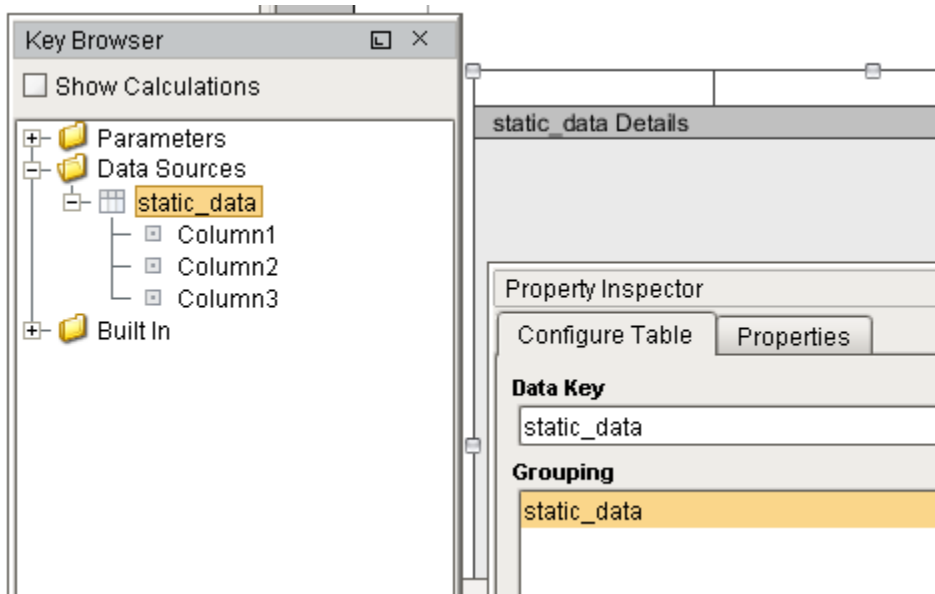 Key Browser
Show Calculations
Parameters
Data Sources
static_data
Column1
Column2
Column3
Built In
static_data Details
Property Inspector
Configure Table Properties
Data Key
static_data
Grouping
static_data